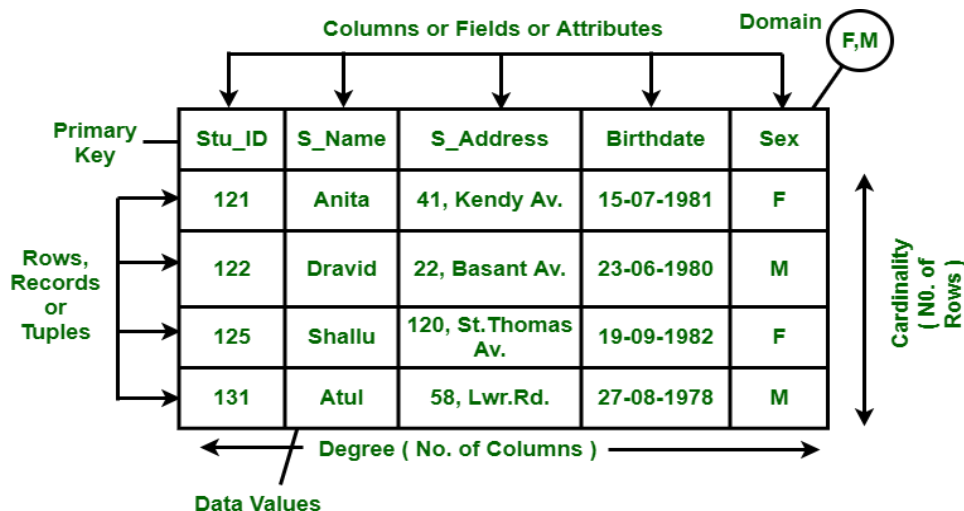 Columns or Fields or Attributes
Domain
F,M
Primary
Key
Stu_ID S_Name S_Address Birthdate Sex
121 Anita 41, Kendy Av. 15-07-1981 F
122 Dravid 22, Basant Av. 23-06-1980 M
125 Shallu 120, St.Thomas
Av. 19-09-1982 F
131 Atul 58, Lwr.Rd. 27-08-1978 M
Rows,
Records
or
Tuples
Cardinality
( N0. of
Rows )
Degree ( No. of Columns )
Data Values